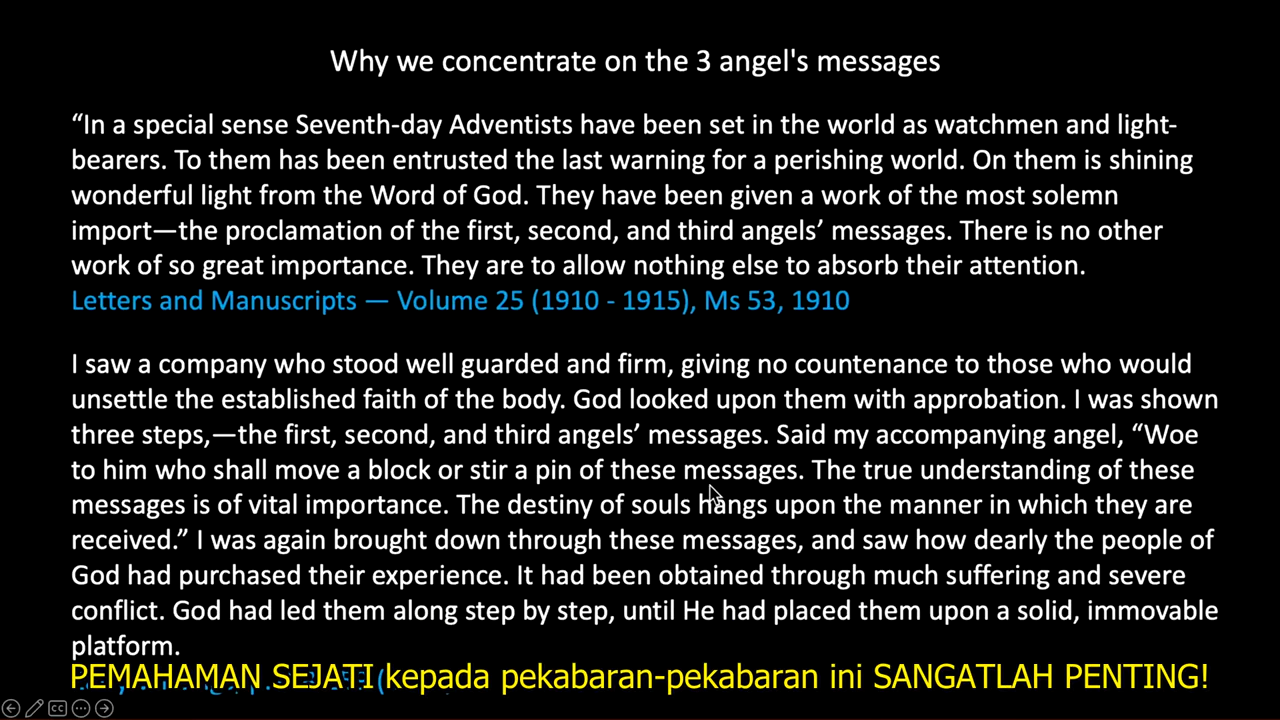 Why we concentrate on the 3 angel's messages
“In a special sense Seventh-day Adventists have been set in the world as watchmen and light-
bearers. To them has been entrusted the last warning for a perishing world. On them is shining
wonderful light from the Word of God. They have been given a work of the most solemn
import—the proclamation of the first, second, and third angels’ messages. There is no other
work of so great importance. They are to allow nothing else to absorb their attention.
Letters and Manuscripts — Volume 25 (1910 - 1915), Ms 53, 1910
I saw a company who stood well guarded and firm, giving no countenance to those who would
unsettle the established faith of the body. God looked upon them with approbation. I was shown
three steps,—the first, second, and third angels’ messages. Said my accompanying angel, “Woe
to him who shall move a block or stir a pin of these messages. The true understanding of these
messages is of vital importance. The destiny of souls hangs upon the manner in which they are
received.” I was again brought down through these messages, and saw how dearly the people of
God had purchased their experience. It had been obtained through much suffering and severe
conflict. God had led them along step by step, until He had placed them upon a solid, immovable
platform.
PEMAHAMAN SEJATI kepada pekabaran-pekabaran ini SANGATLAH PENTING!
CC